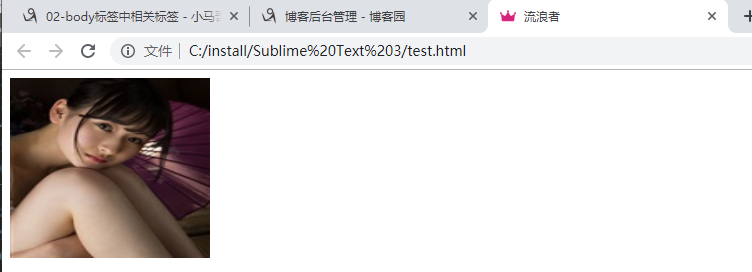 02-body标签中相关标签 - 小马
博客后台管理 - 博客园
流浪者
文件
C:/install/Sublime%20Text%203/test.html